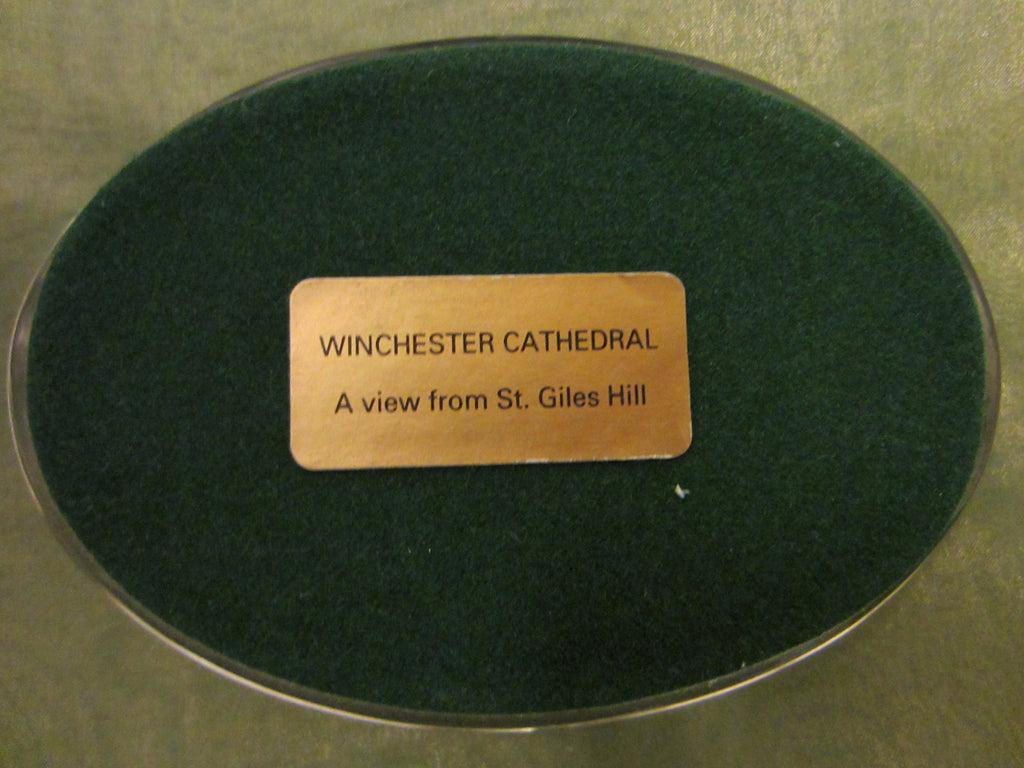 WINCHESTER CATHEDRAL
A view from St. Giles Hill